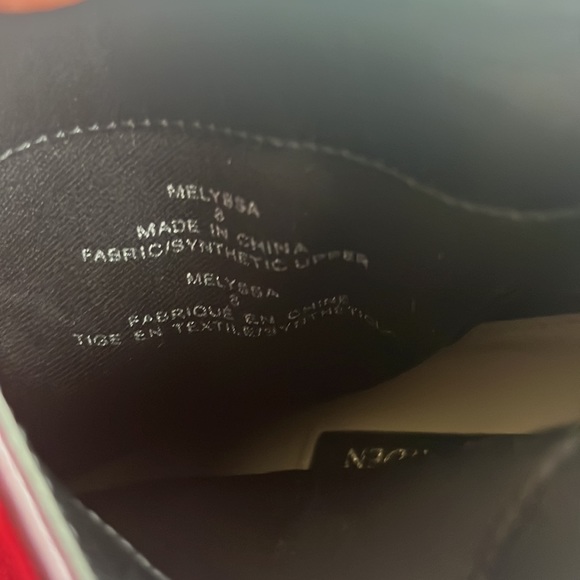 MELYSSA
8
MADE IN CHINA
FABRIC/SYNTHETIC UPPER
MELYSSA
8
FABRIQUÉ EN CHINE
TIGE EN TEXTILE/SYNTHÉTIQUE